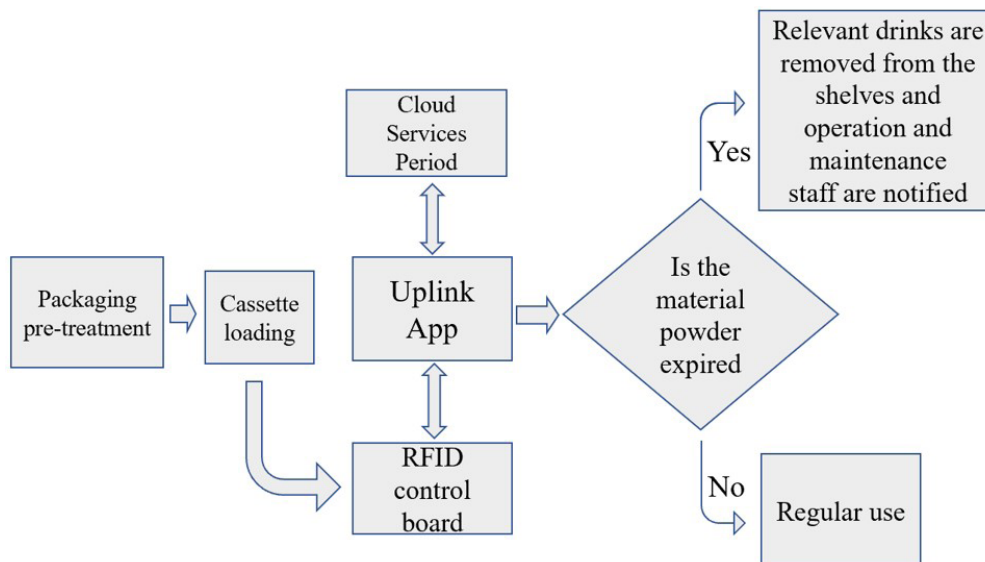 Packaging
pre-treatment
Cassette
loading
Cloud
Services
Period
Uplink
App
RFID
control
board
Is the
material
powder
expired
Yes
Relevant drinks are
removed from the
shelves and
operation and
maintenance
staff are notified
No
Regular use